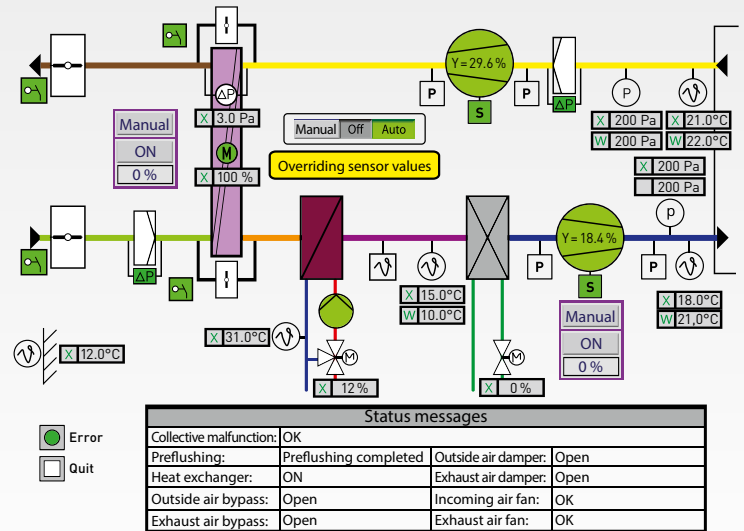 Y = 29.6 %
ΔP
P
P
P
S
ΔP
Manual
ON
0 %
X 3.0 Pa
M
X 100 %
Manual Off Auto
Overriding sensor values
X 200 Pa
W 200 Pa
X 21.0°C
W 22.0°C
X 200 Pa
200 Pa
p
ΔP
P
Y = 18.4 %
P
S
X 15.0°C
W 10.0°C
X 18.0°C
W 21,0°C
Manual
ON
0 %
X 31.0°C
X 12.0°C
M
X 12 %
M
X 0 %
Error
Quit
Status messages
Collective malfunction: OK
Preflushing: Preflushing completed Outside air damper: Open
Heat exchanger: ON Exhaust air damper: Open
Outside air bypass: Open Incoming air fan: OK
Exhaust air bypass: Open Exhaust air fan: OK